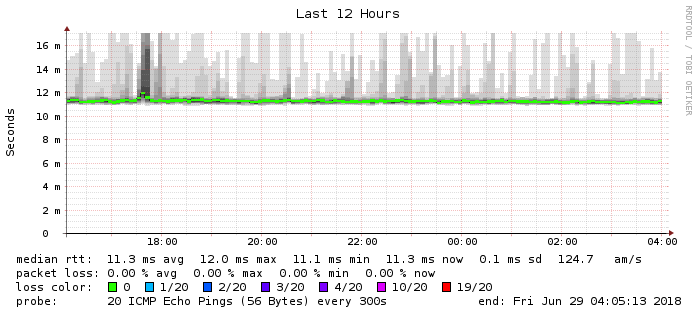 Last 12 Hours
RRDTOOL / TOBI OETIKER
Seconds
16 m
14 m
12 m
10 m
8 m
6 m
4 m
2 m
0
18:00 20:00 22:00 00:00 02:00 04:00
median rtt: 11.3 ms avg 12.0 ms max 11.1 ms min 11.3 ms now 0.1 ms sd 124.7 am/s
packet loss: 0.00 % avg 0.00 % max 0.00 % min 0.00 % now
loss color: 0 1/20 2/20 3/20 4/20 10/20 19/20
probe: 20 ICMP Echo Pings (56 Bytes) every 300s end: Fri Jun 29 04:05:13 2018